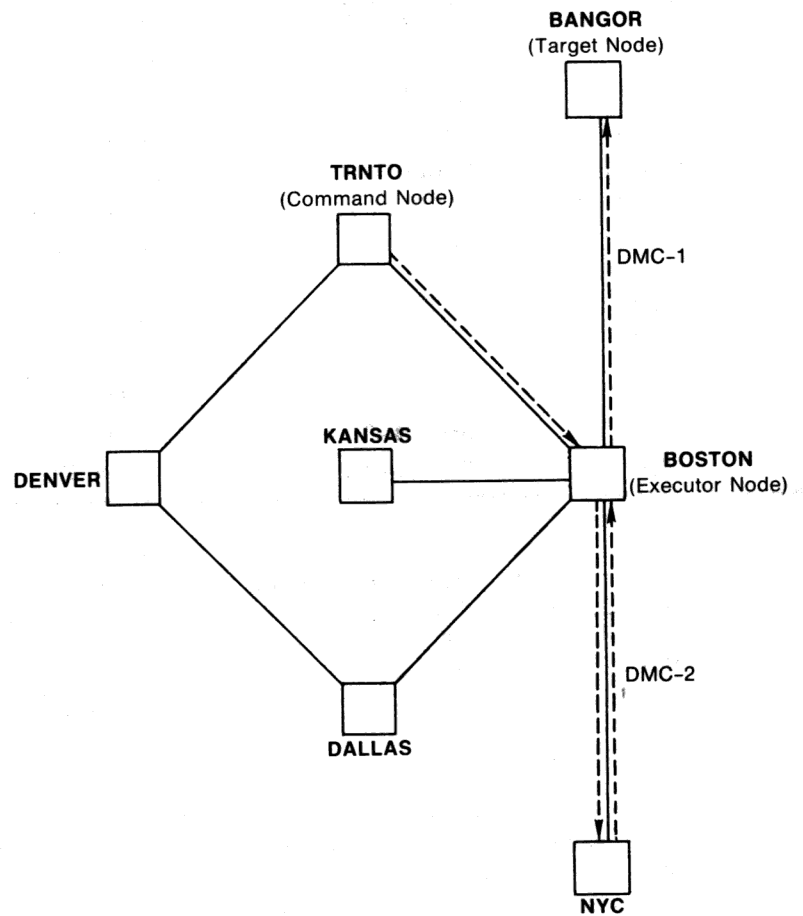 BANGOR
(Target Node)
TRNTO
(Command Node)
DMC-1
KANSAS
DENVER
BOSTON
(Executor Node)
DMC-2
DALLAS
NYC